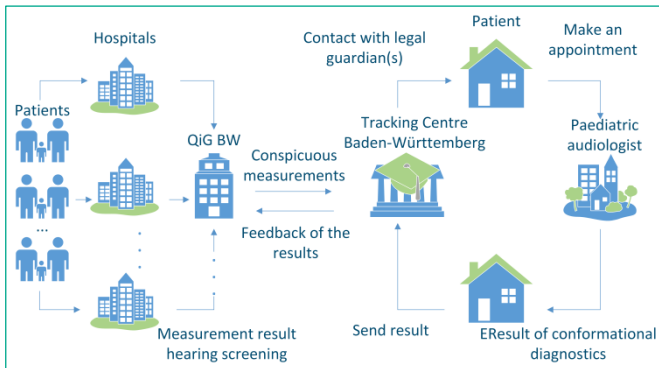 Hospitals
Patients
...
QiG BW
Conspicuous
measurements
Feedback of the
results
Measurement result
hearing screening
Contact with legal
guardian(s)
Patient
Make an
appointment
Tracking Centre
Baden-Württemberg
Paediatric
audiologist
Send result
EResult of conformational
diagnostics